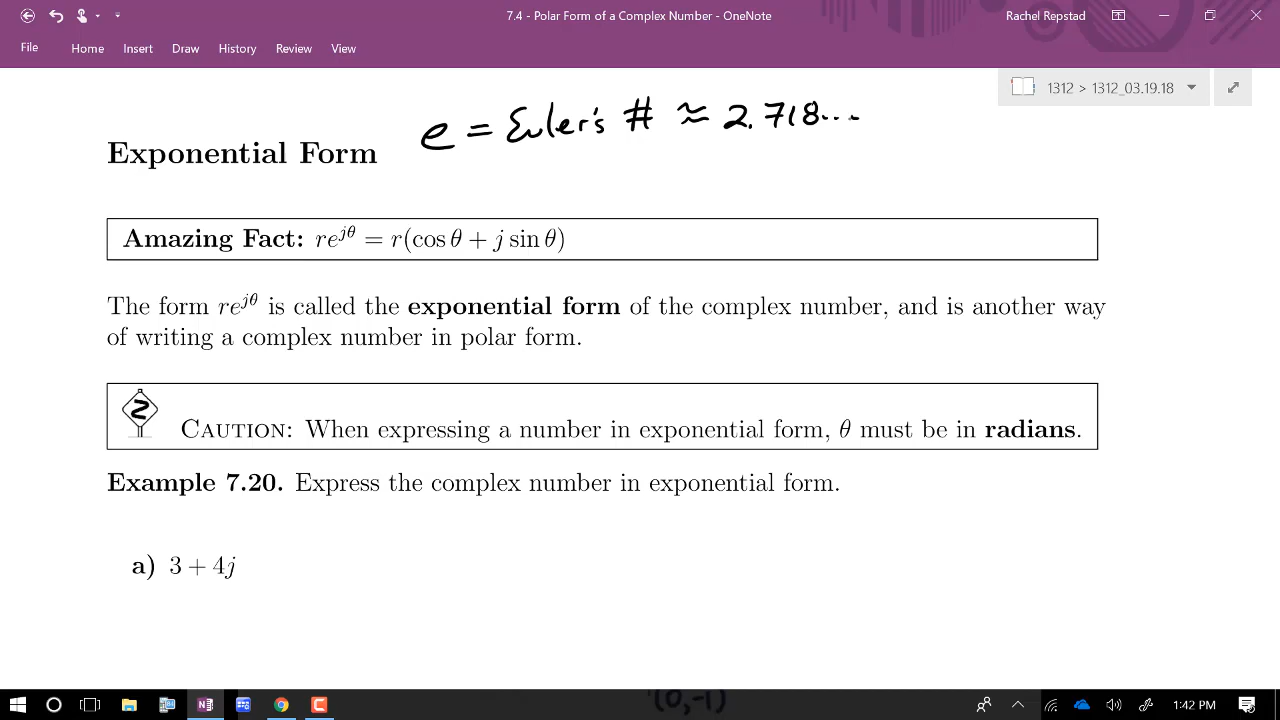 7.4 - Polar Form of a Complex Number - OneNote
Rachel Repstad
File Home Insert Draw History Review View
1312 > 1312_03.19.18
e = Euler's # ≈ 2.718...
Exponential Form
Amazing Fact: re^{jθ} = r(cos θ + j sin θ)
The form re^{jθ} is called the exponential form of the complex number, and is another way
of writing a complex number in polar form.
CAUTION: When expressing a number in exponential form, θ must be in radians.
Example 7.20. Express the complex number in exponential form.
a) 3 + 4j
(0,-1)
1:42 PM